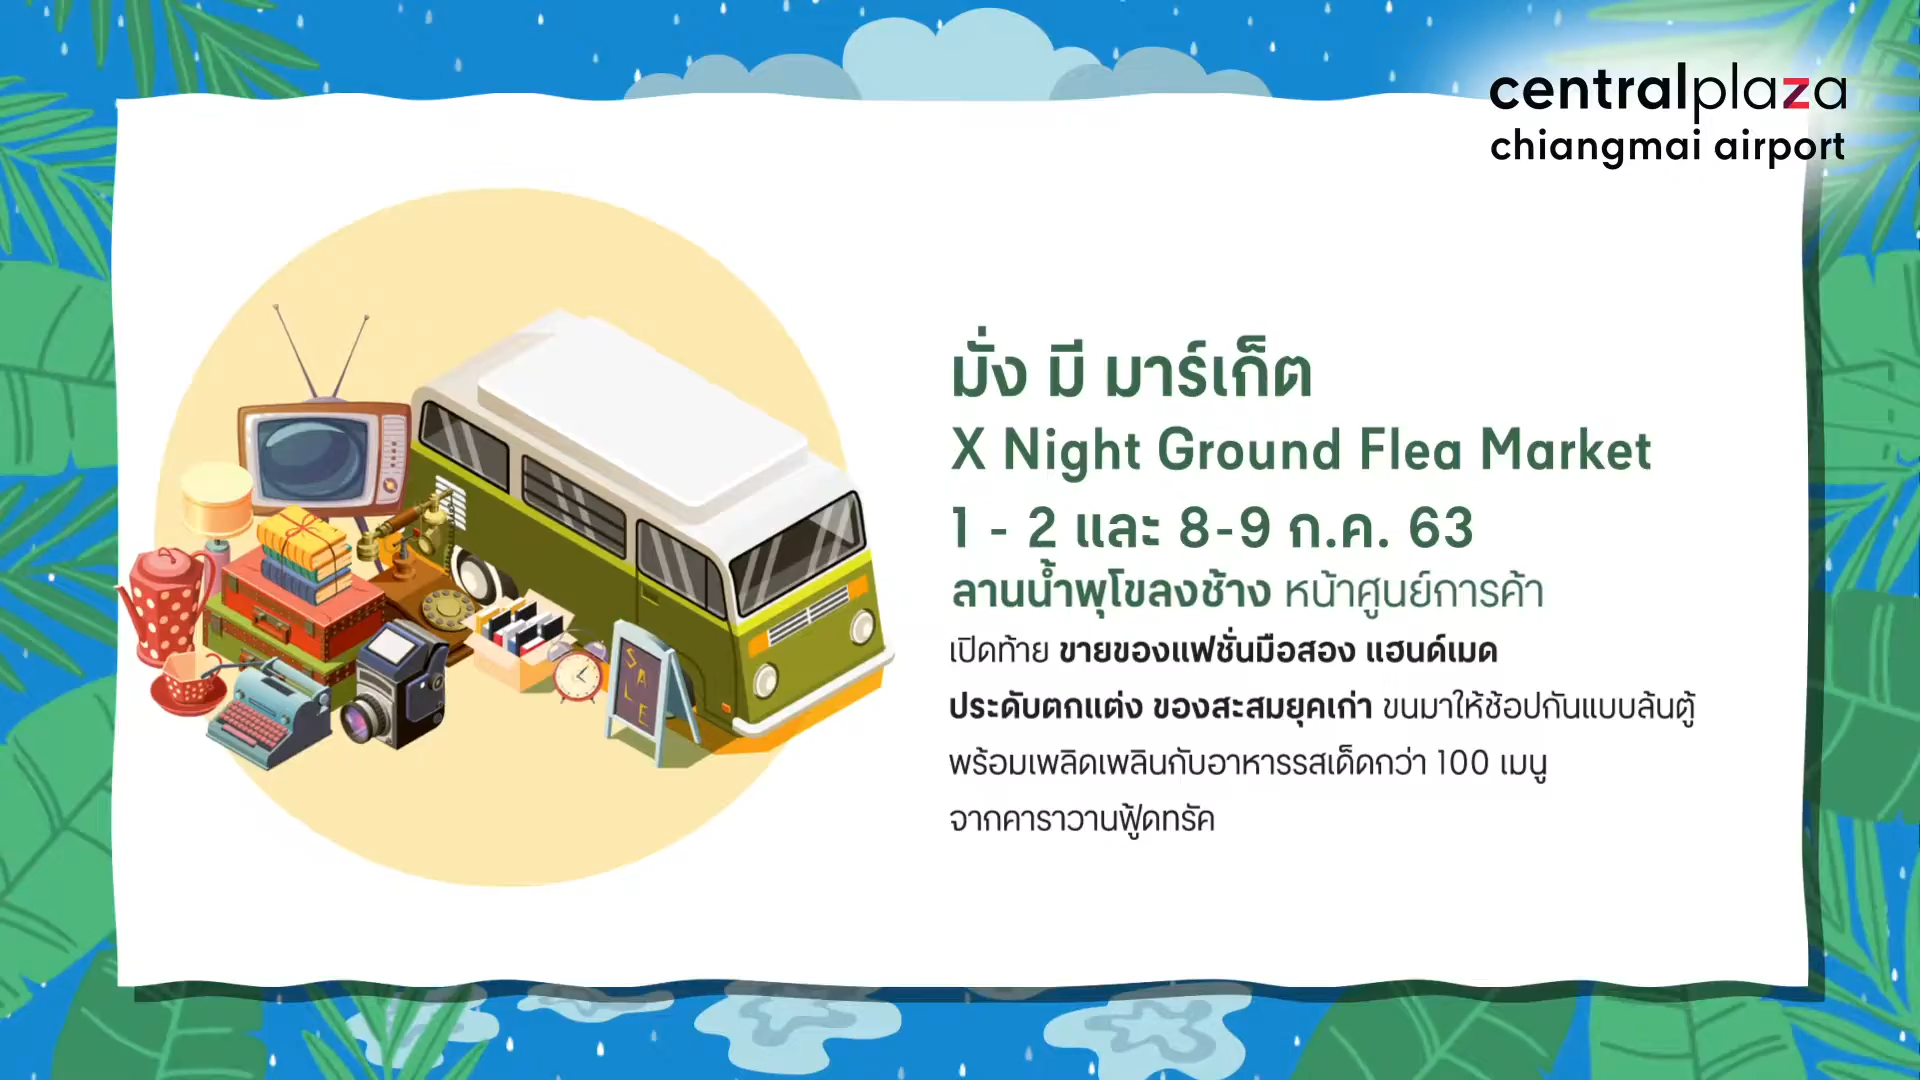 centralplaza
chiangmai airport
มั่ง มี มาร์เก็ต
X Night Ground Flea Market
1 - 2 และ 8-9 ก.ค. 63
ลานน้ำพุโขลงช้าง หน้าศูนย์การค้า
เปิดท้าย ขายของแฟชั่นมือสอง แฮนด์เมด
ประดับตกแต่ง ของสะสมยุคเก่า ขนมาให้ช้อปกันแบบล้นตู้
พร้อมเพลิดเพลินกับอาหารรสเด็ดกว่า 100 เมนู
จากคาราวานฟู้ดทรัค
SALE